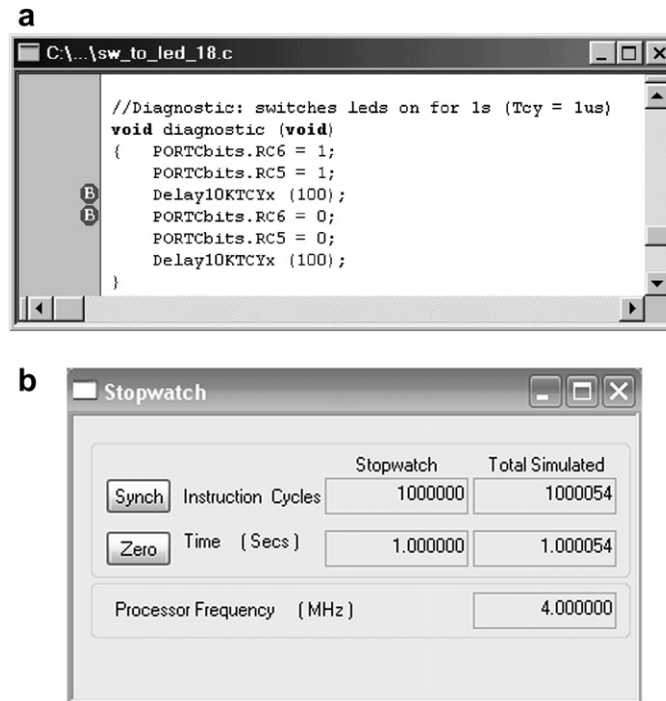 a
C:\...\sw_to_led_18.c
//Diagnostic: switches leds on for 1s (Tcy = 1us)
void diagnostic (void)
{ PORTCbits.RC6 = 1;
PORTCbits.RC5 = 1;
B Delay10KTCYx (100);
B PORTCbits.RC6 = 0;
PORTCbits.RC5 = 0;
Delay10KTCYx (100);
}
b
Stopwatch
Stopwatch Total Simulated
Synch Instruction Cycles 1000000 1000054
Zero Time (Secs) 1.000000 1.000054
Processor Frequency (MHz) 4.000000